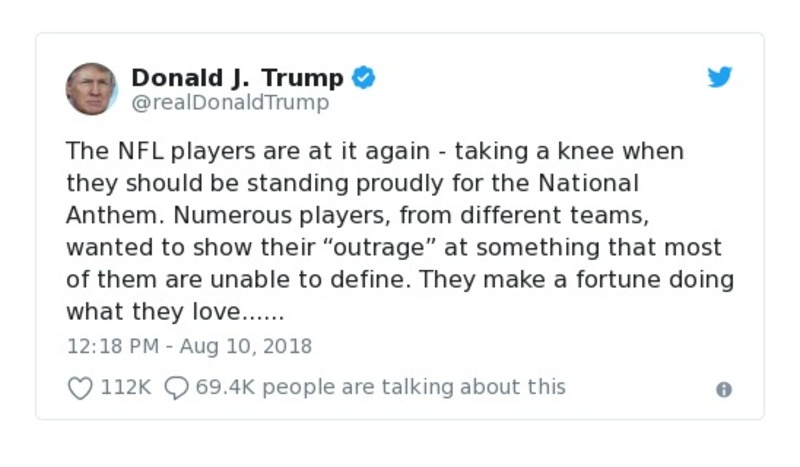 Donald J. Trump
@realDonaldTrump
The NFL players are at it again - taking a knee when
they should be standing proudly for the National
Anthem. Numerous players, from different teams,
wanted to show their “outrage” at something that most
of them are unable to define. They make a fortune doing
what they love......
12:18 PM - Aug 10, 2018
112K 69.4K people are talking about this